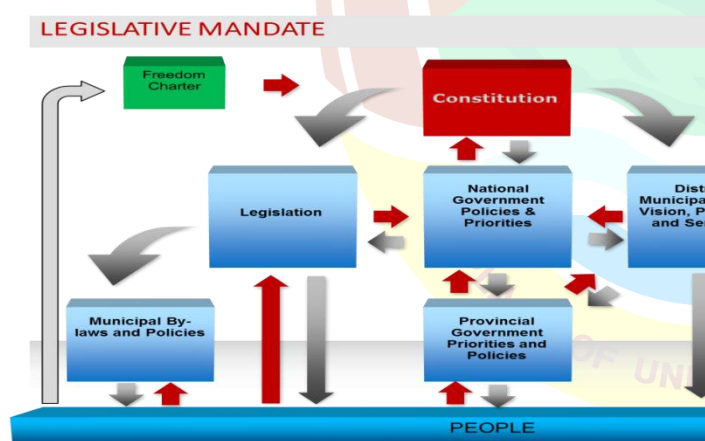 LEGISLATIVE MANDATE
Freedom
Charter
Constitution
Legislation
National
Government
Policies &
Priorities
Municipal By-
laws and Policies
Provincial
Government
Priorities and
Policies
OF
PEOPLE